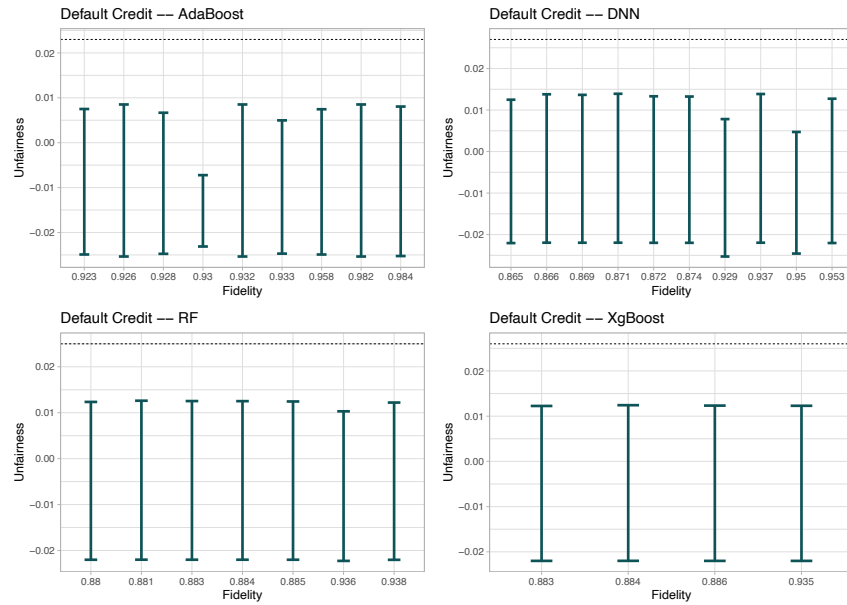 Default Credit −− AdaBoost
Unfairness
0.02
0.01
0.00
−0.01
−0.02
0.923 0.926 0.928 0.93 0.932 0.933 0.958 0.982 0.984
Fidelity
Default Credit −− DNN
Unfairness
0.02
0.01
0.00
−0.01
−0.02
0.865 0.866 0.869 0.871 0.872 0.874 0.929 0.937 0.95 0.953
Fidelity
Default Credit −− RF
Unfairness
0.02
0.01
0.00
−0.01
−0.02
0.88 0.881 0.883 0.884 0.885 0.936 0.938
Fidelity
Default Credit −− XgBoost
Unfairness
0.02
0.01
0.00
−0.01
−0.02
0.883 0.884 0.886 0.935
Fidelity